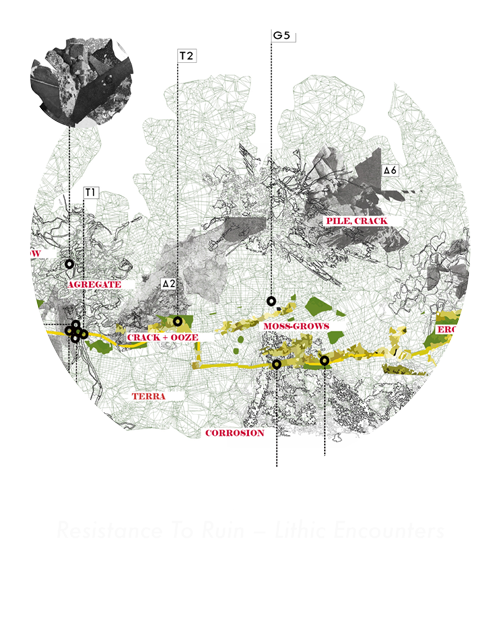 G5
T2
Δ6
T1
PILE, CRACK
OW
AGREGATE
Δ2
MOSS-GROWS
CRACK + OOZE
ERO
TERRA
CORROSION
Resistance To Ruin – Lithic Encounters